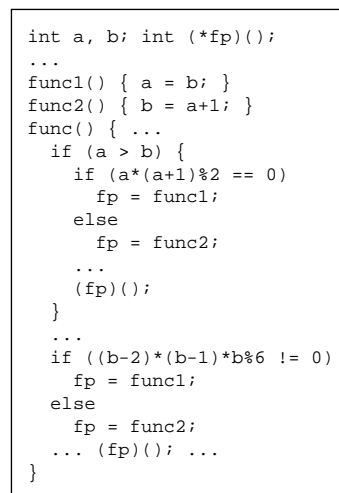 int a, b; int (*fp)();
...
func1() { a = b; }
func2() { b = a+1; }
func() { ...
  if (a > b) {
    if (a*(a+1)%2 == 0)
      fp = func1;
    else
      fp = func2;
    ...
    (fp)();
  }
  ...
  if ((b-2)*(b-1)*b%6 != 0)
    fp = func1;
  else
    fp = func2;
  ... (fp)(); ...
}